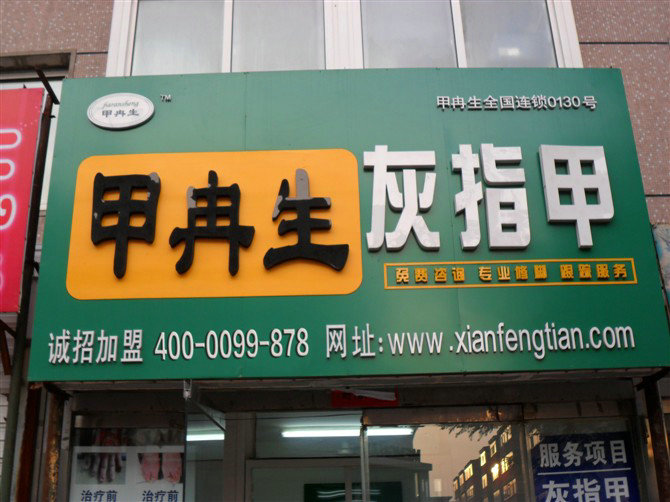 jiaransheng
甲冉生
TM
甲冉生全国连锁0130号
甲冉生
灰指甲
免费咨询 专业修脚 跟踪服务
诚招加盟 400-0099-878 网址:www.xianfengtian.com
治疗前
治疗前
服务项目
灰指甲